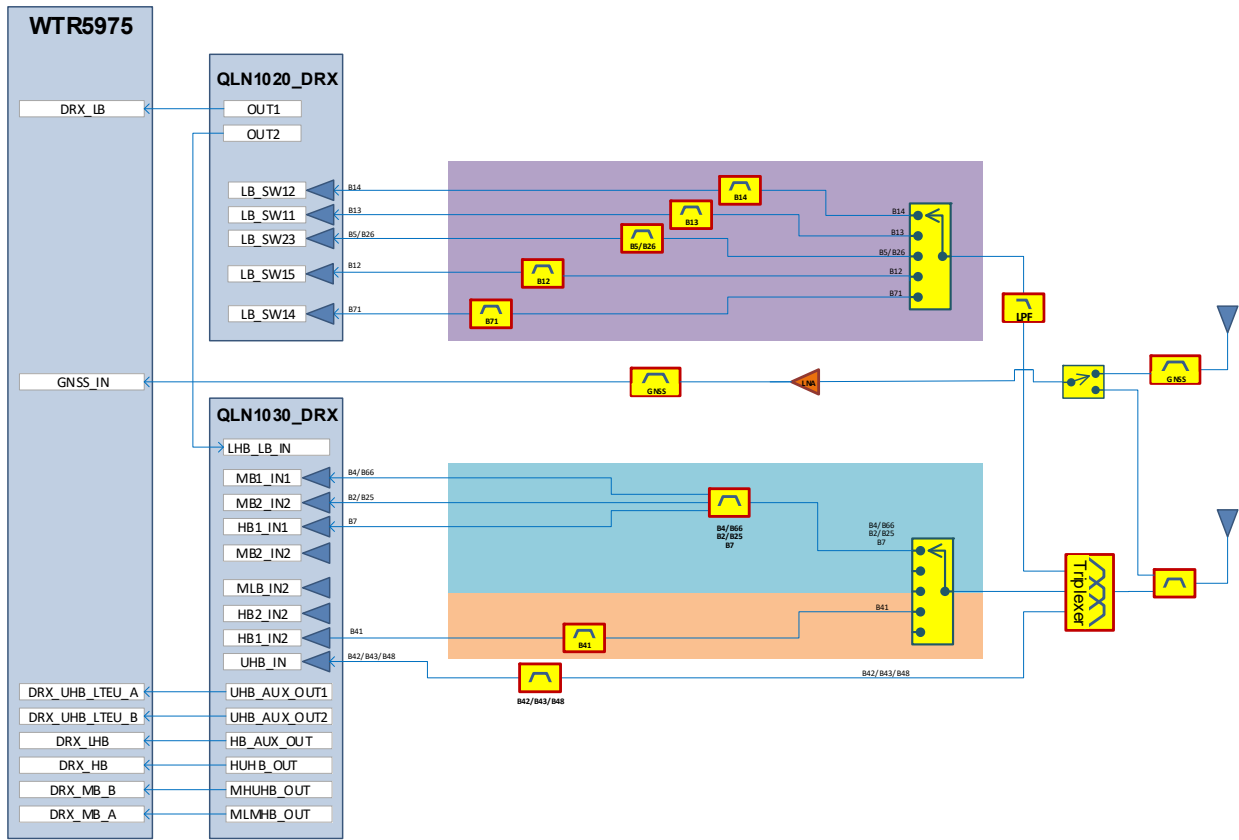 WTR5975
QLN1020_DRX
DRX_LB
OUT1
OUT2
LB_SW12
B14
B14
B14
LB_SW11
B13
B13
B13
LB_SW23
B5/B26
B5/B26
B5/B26
LB_SW15
B12
B12
B12
LB_SW14
B71
B71
B71
LPF
GNSS_IN
GNSS
LNA
GNSS
QLN1030_DRX
LHB_LB_IN
MB1_IN1
B4/B66
MB2_IN2
B2/B25
HB1_IN1
B7
B4/B66
B2/B25
B7
B4/B66
B2/B25
B7
MB2_IN2
MLB_IN2
HB2_IN2
HB1_IN2
B41
B41
B41
UHB_IN
B42/B43/B48
B42/B43/B48
B42/B43/B48
Triplexer
DRX_UHB_LTEU_A
UHB_AUX_OUT1
DRX_UHB_LTEU_B
UHB_AUX_OUT2
DRX_LHB
HB_AUX_OUT
DRX_HB
HUHB_OUT
DRX_MB_B
MHUHB_OUT
DRX_MB_A
MLMHB_OUT